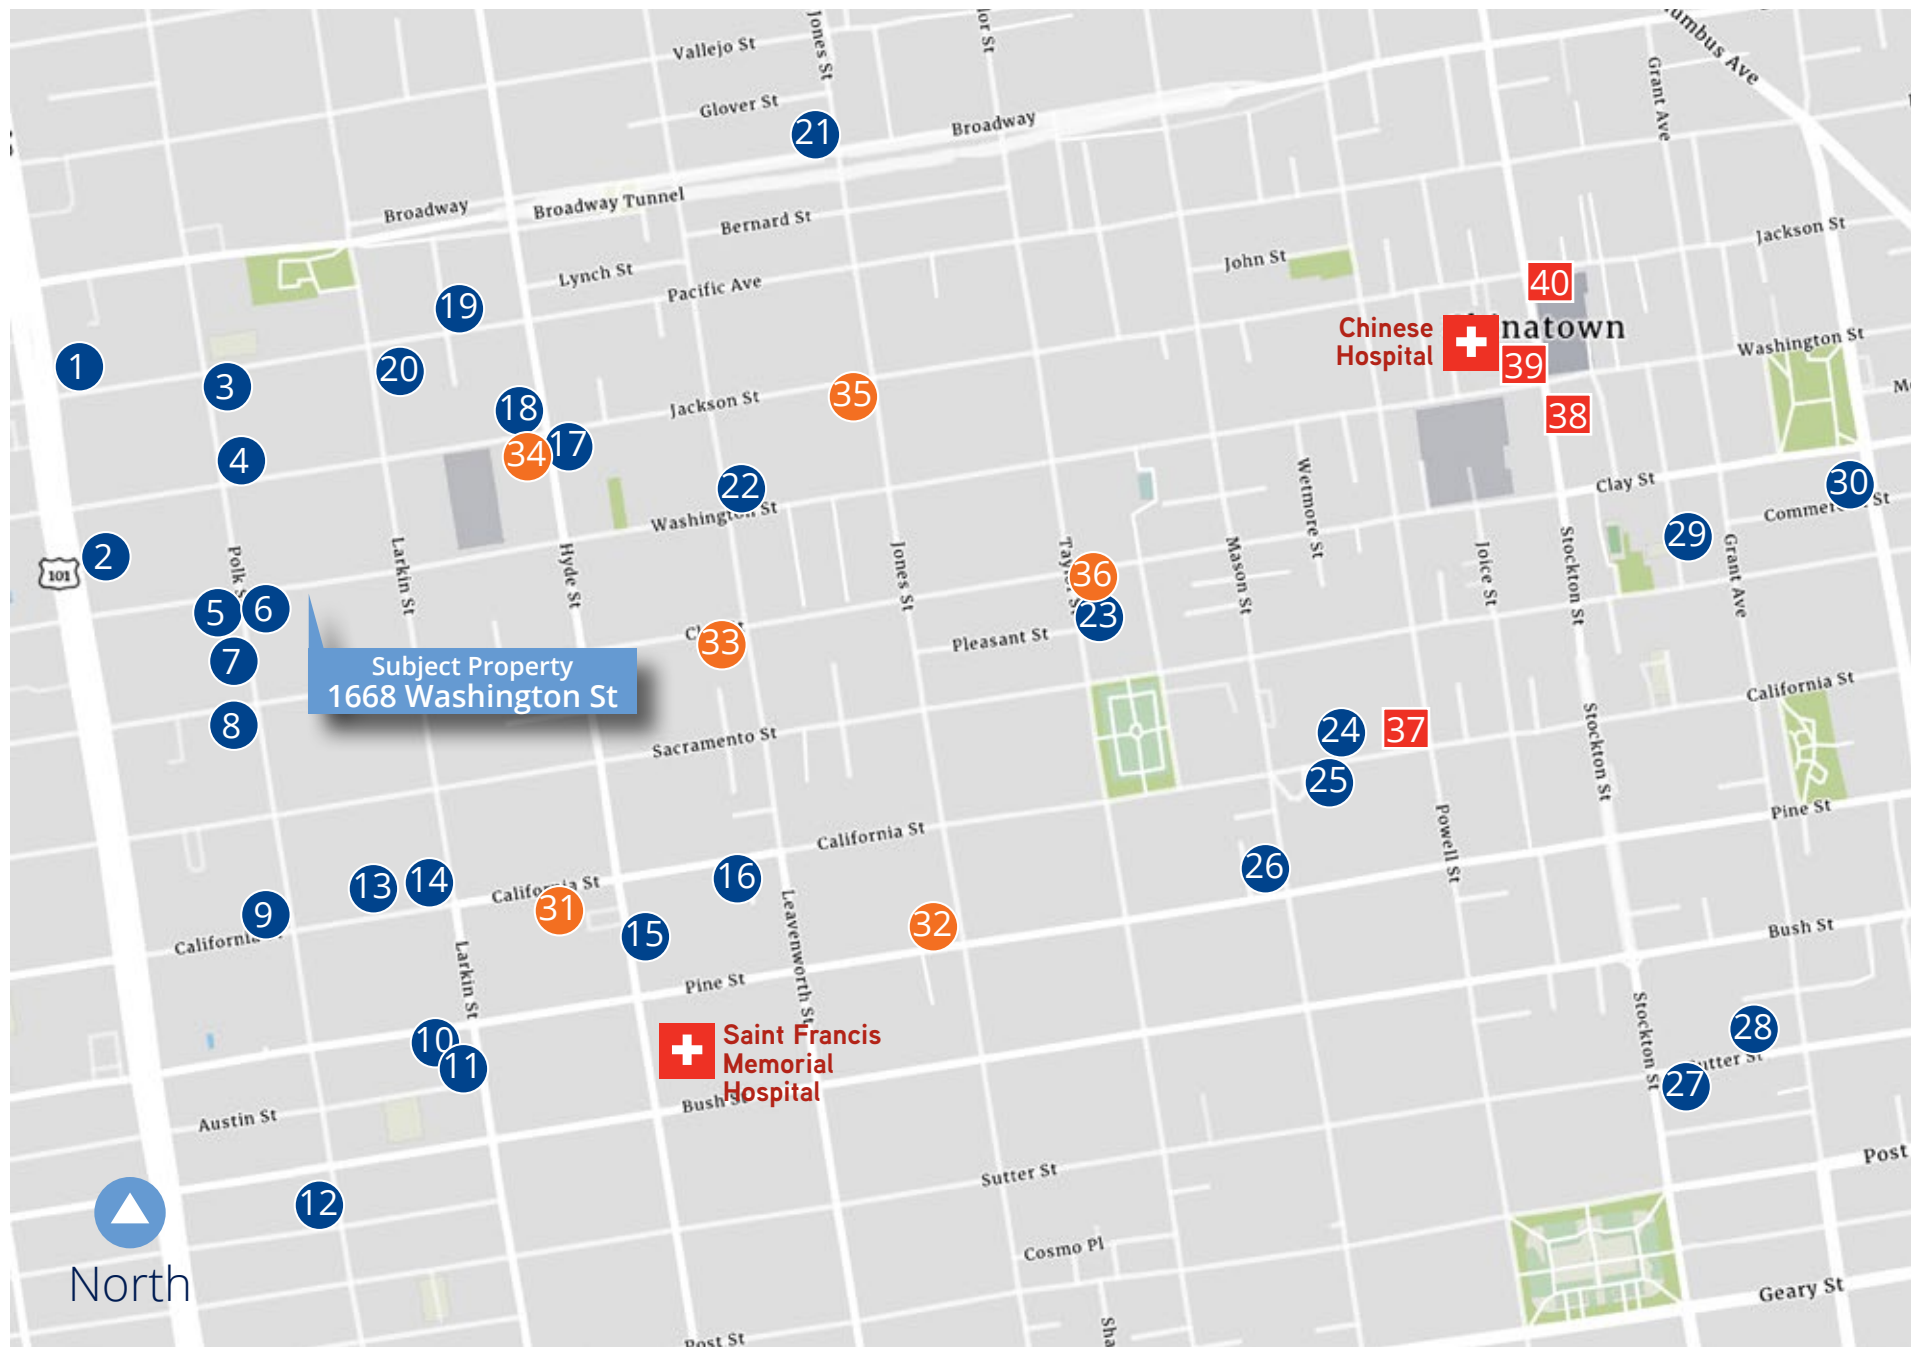 Vallejo St
Jones St
lor St
umbus Ave
Grant Ave
Glover St
21
Broadway
Broadway
Broadway Tunnel
Bernard St
Jackson St
John St
Lynch St
Pacific Ave
19
40
Chinese
Hospital
natown
39
Washington St
1
3
20
18
17
34
Jackson St
35
38
4
22
Washington St
Wetmore St
Clay St
30
Commer
St
29
2
101
Polk S
Larkin St
Hyde St
Jones St
36
23
Mason St
Joice St
Stockton St
Grant Ave
5
6
7
8
33
Pleasant St
Subject Property
1668 Washington St
California St
Sacramento St
24
37
25
Stockton St
Pine St
California St
Powell St
26
13
14
California St
31
16
9
California
15
32
Leavenworth St
Larkin St
Pine St
Bush St
10
11
Saint Francis
Memorial
Hospital
Bush St
Stockton St
28
utter St
27
Austin St
12
Sutter St
Post
Cosmo Pl
North
Geary St
Post St
Sha